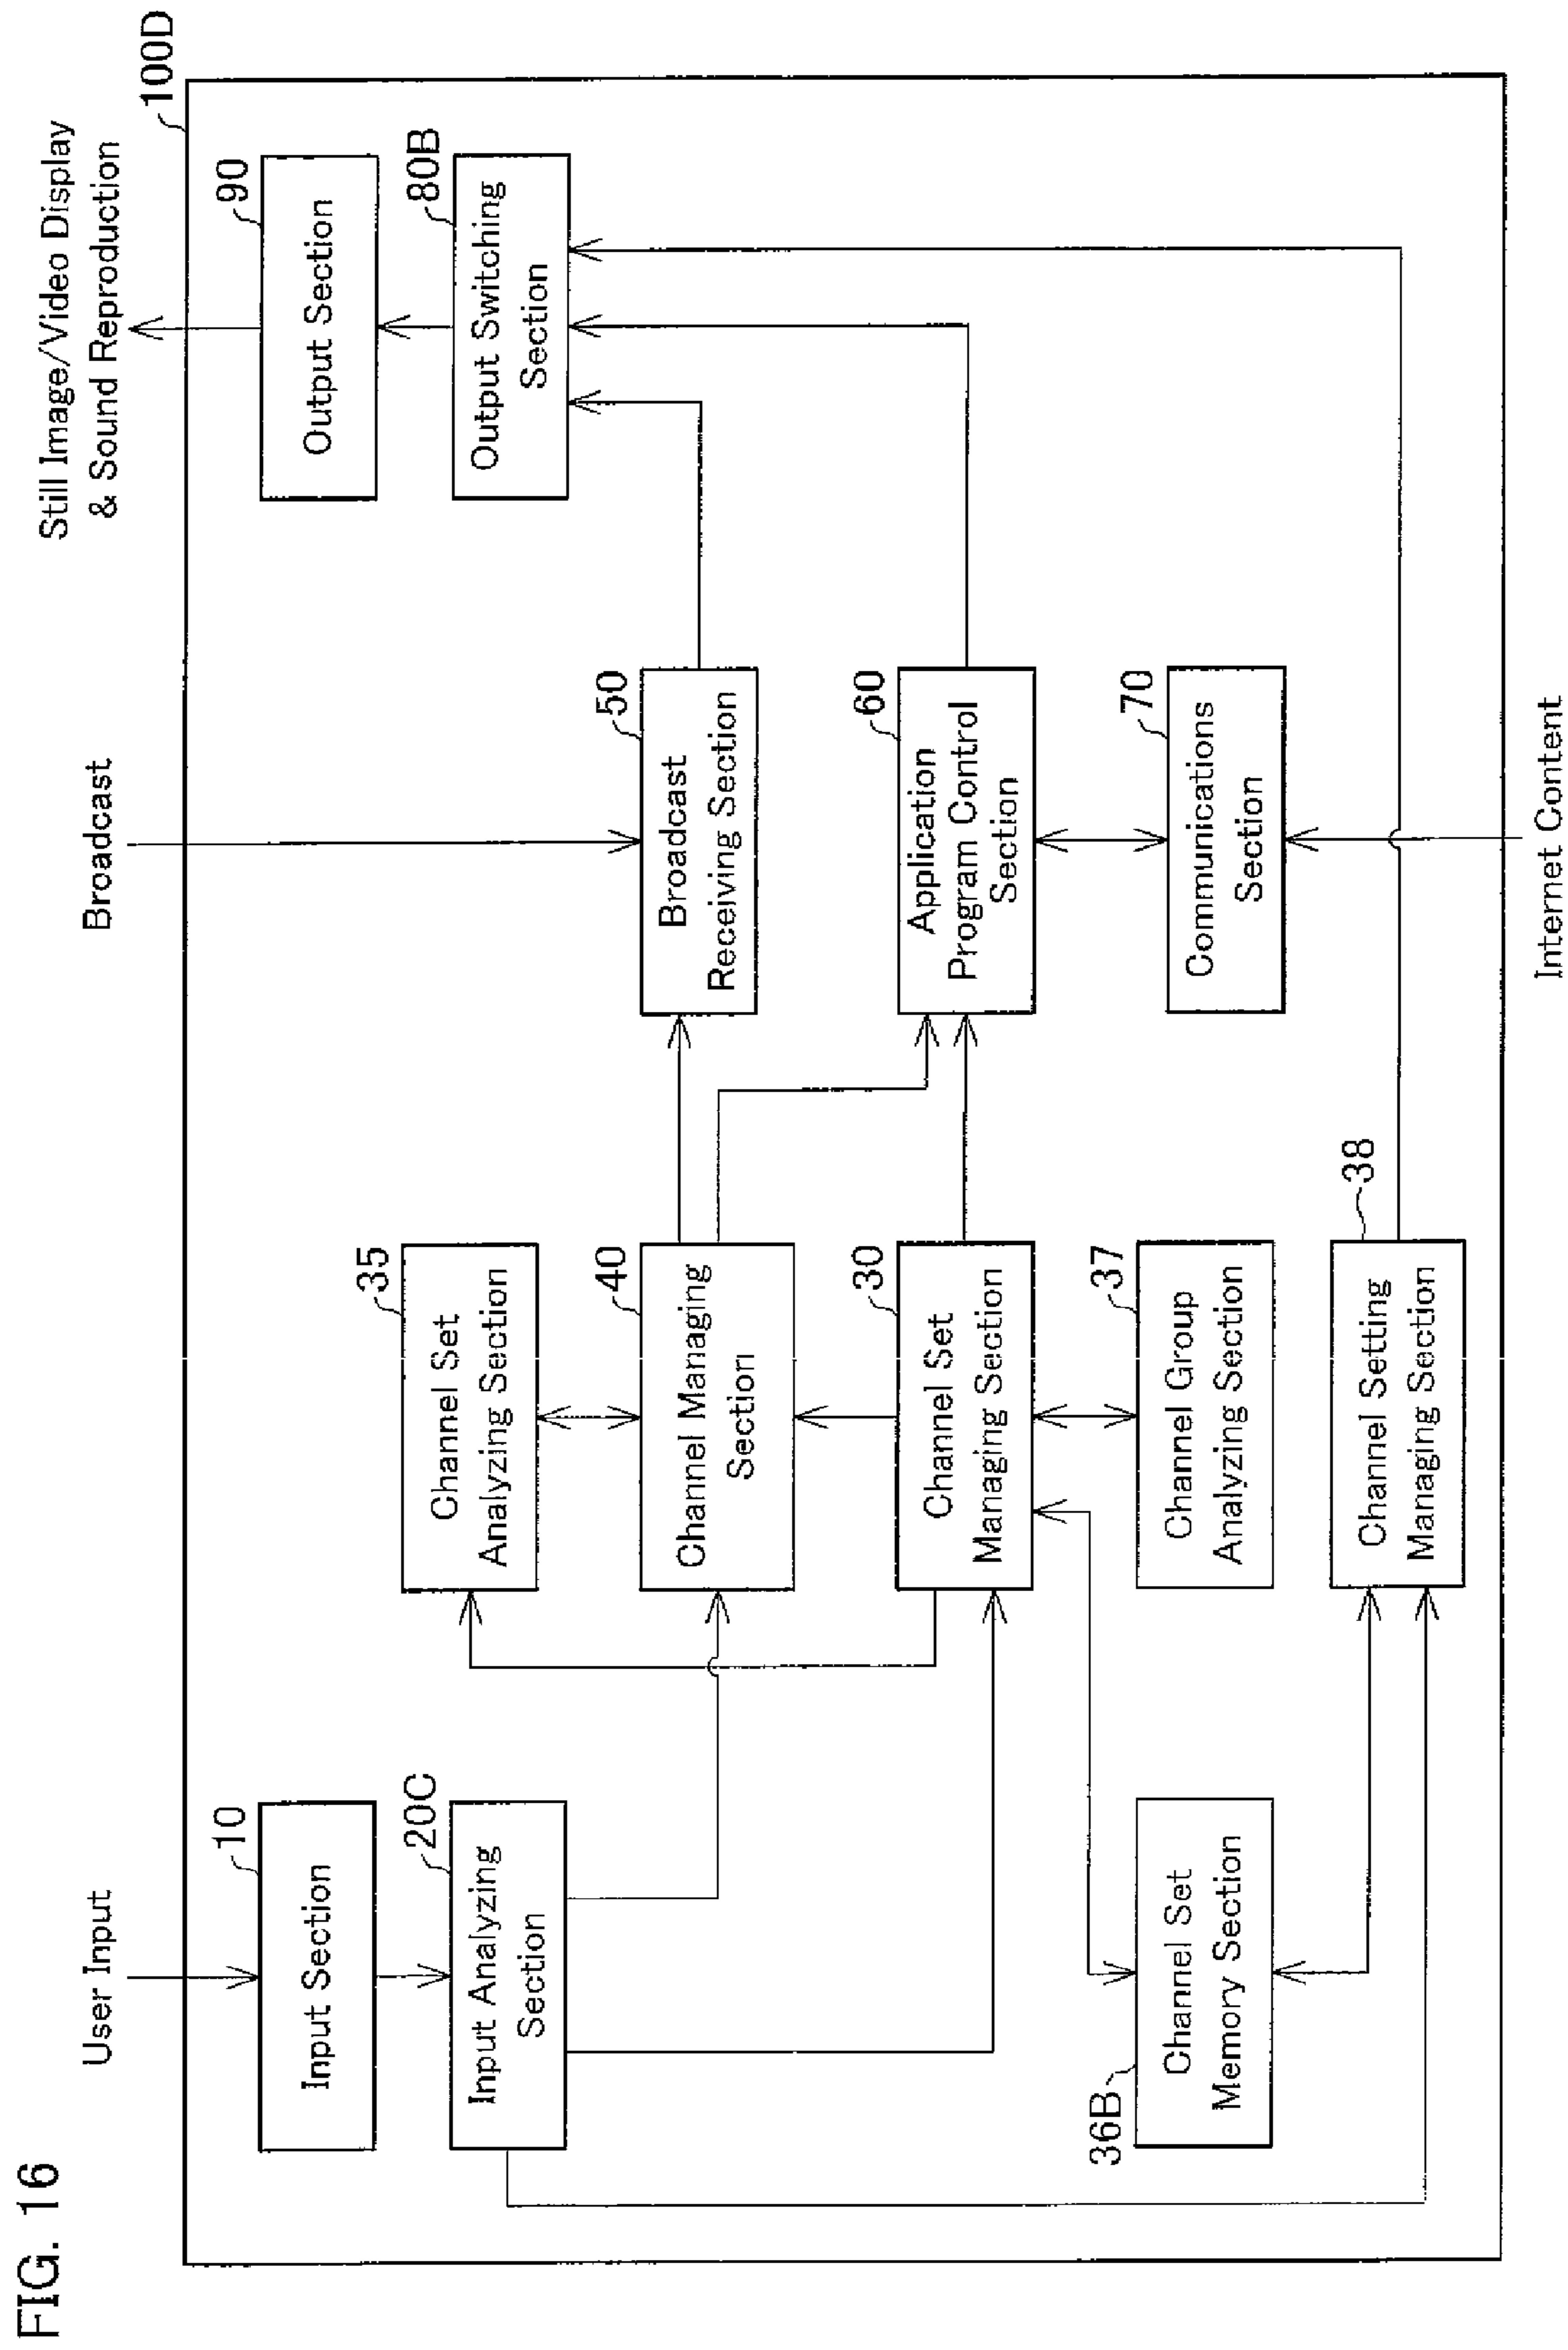 FIG. 16
User Input
Broadcast
Still Image/Video Display
& Sound Reproduction
100D
10
Input Section
20C
Input Analyzing
Section
36B
Channel Set
Memory Section
35
Channel Set
Analyzing Section
40
Channel Managing
Section
30
Channel Set
Managing Section
37
Channel Group
Analyzing Section
38
Channel Setting
Managing Section
50
Broadcast
Receiving Section
60
Application
Program Control
Section
70
Communications
Section
90
Output Section
80B
Output Switching
Section
Internet Content